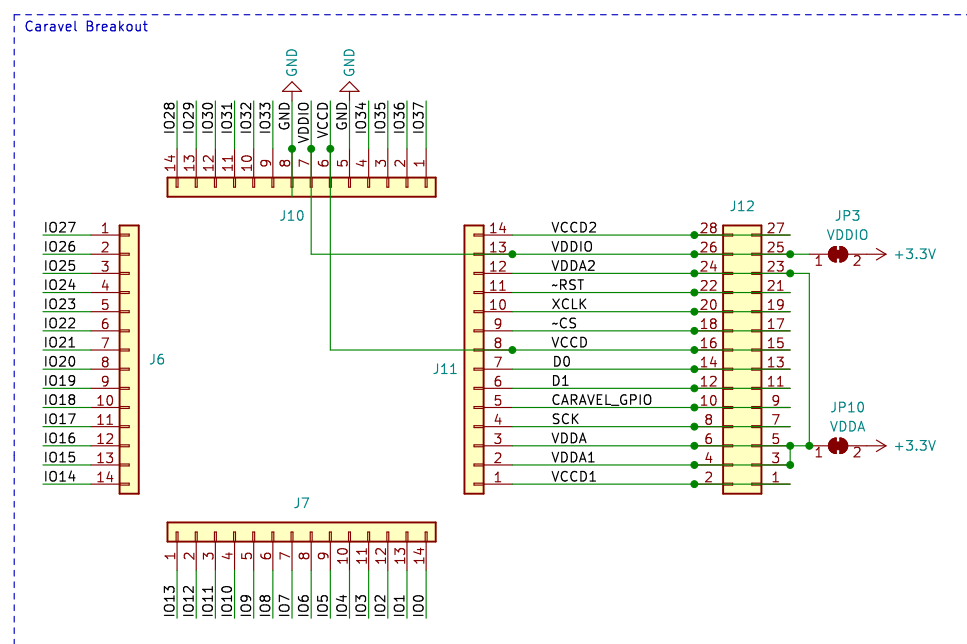 Caravel Breakout
GND GND
IO28 IO29 IO30 IO31 IO32 IO33 GND VDDIO VCCD GND IO34 IO35 IO36 IO37
14 13 12 11 10 9 8 7 6 5 4 3 2 1
J10
J12
JP3
VDDIO
1 2 +3.3V
IO27 1
IO26 2
IO25 3
IO24 4
IO23 5
IO22 6
IO21 7
IO20 8
IO19 9
IO18 10
IO17 11
IO16 12
IO15 13
IO14 14
J6
J11
14 VCCD2 28 27
13 VDDIO 26 25
12 VDDA2 24 23
11 ~RST 22 21
10 XCLK 20 19
9 ~CS 18 17
8 VCCD 16 15
7 D0 14 13
6 D1 12 11
5 CARAVEL_GPIO 10 9
4 SCK 8 7
3 VDDA 6 5
2 VDDA1 4 3
1 VCCD1 2 1
JP10
VDDA
1 2 +3.3V
J7
1 2 3 4 5 6 7 8 9 10 11 12 13 14
IO13 IO12 IO11 IO10 IO9 IO8 IO7 IO6 IO5 IO4 IO3 IO2 IO1 IO0